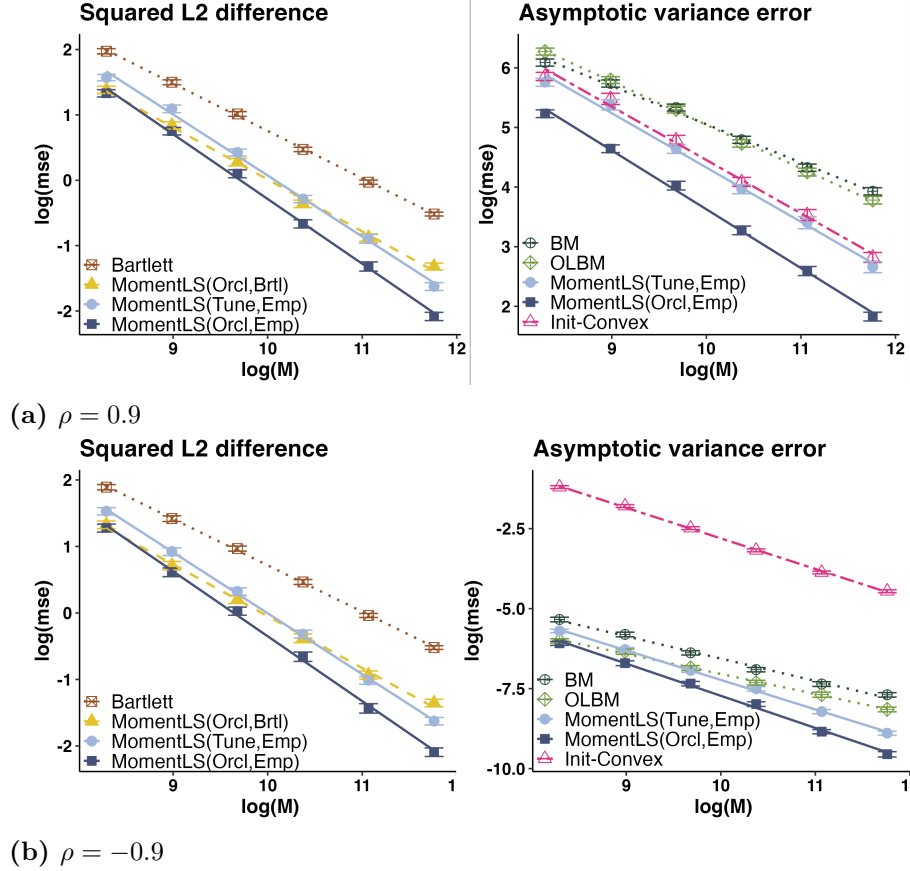 Squared L2 difference
log(mse)
2
1
0
-1
-2
Bartlett
MomentLS(Orcl,Brtl)
MomentLS(Tune,Emp)
MomentLS(Orcl,Emp)
9 10 11 12
log(M)
Asymptotic variance error
log(mse)
6
5
4
3
2
BM
OLBM
MomentLS(Tune,Emp)
MomentLS(Orcl,Emp)
Init-Convex
9 10 11 12
log(M)
(a) ρ = 0.9
Squared L2 difference
log(mse)
2
1
0
-1
-2
Bartlett
MomentLS(Orcl,Brtl)
MomentLS(Tune,Emp)
MomentLS(Orcl,Emp)
9 10 11 1
log(M)
Asymptotic variance error
log(mse)
-2.5
-5.0
-7.5
-10.0
BM
OLBM
MomentLS(Tune,Emp)
MomentLS(Orcl,Emp)
Init-Convex
9 10 11 1
log(M)
(b) ρ = −0.9